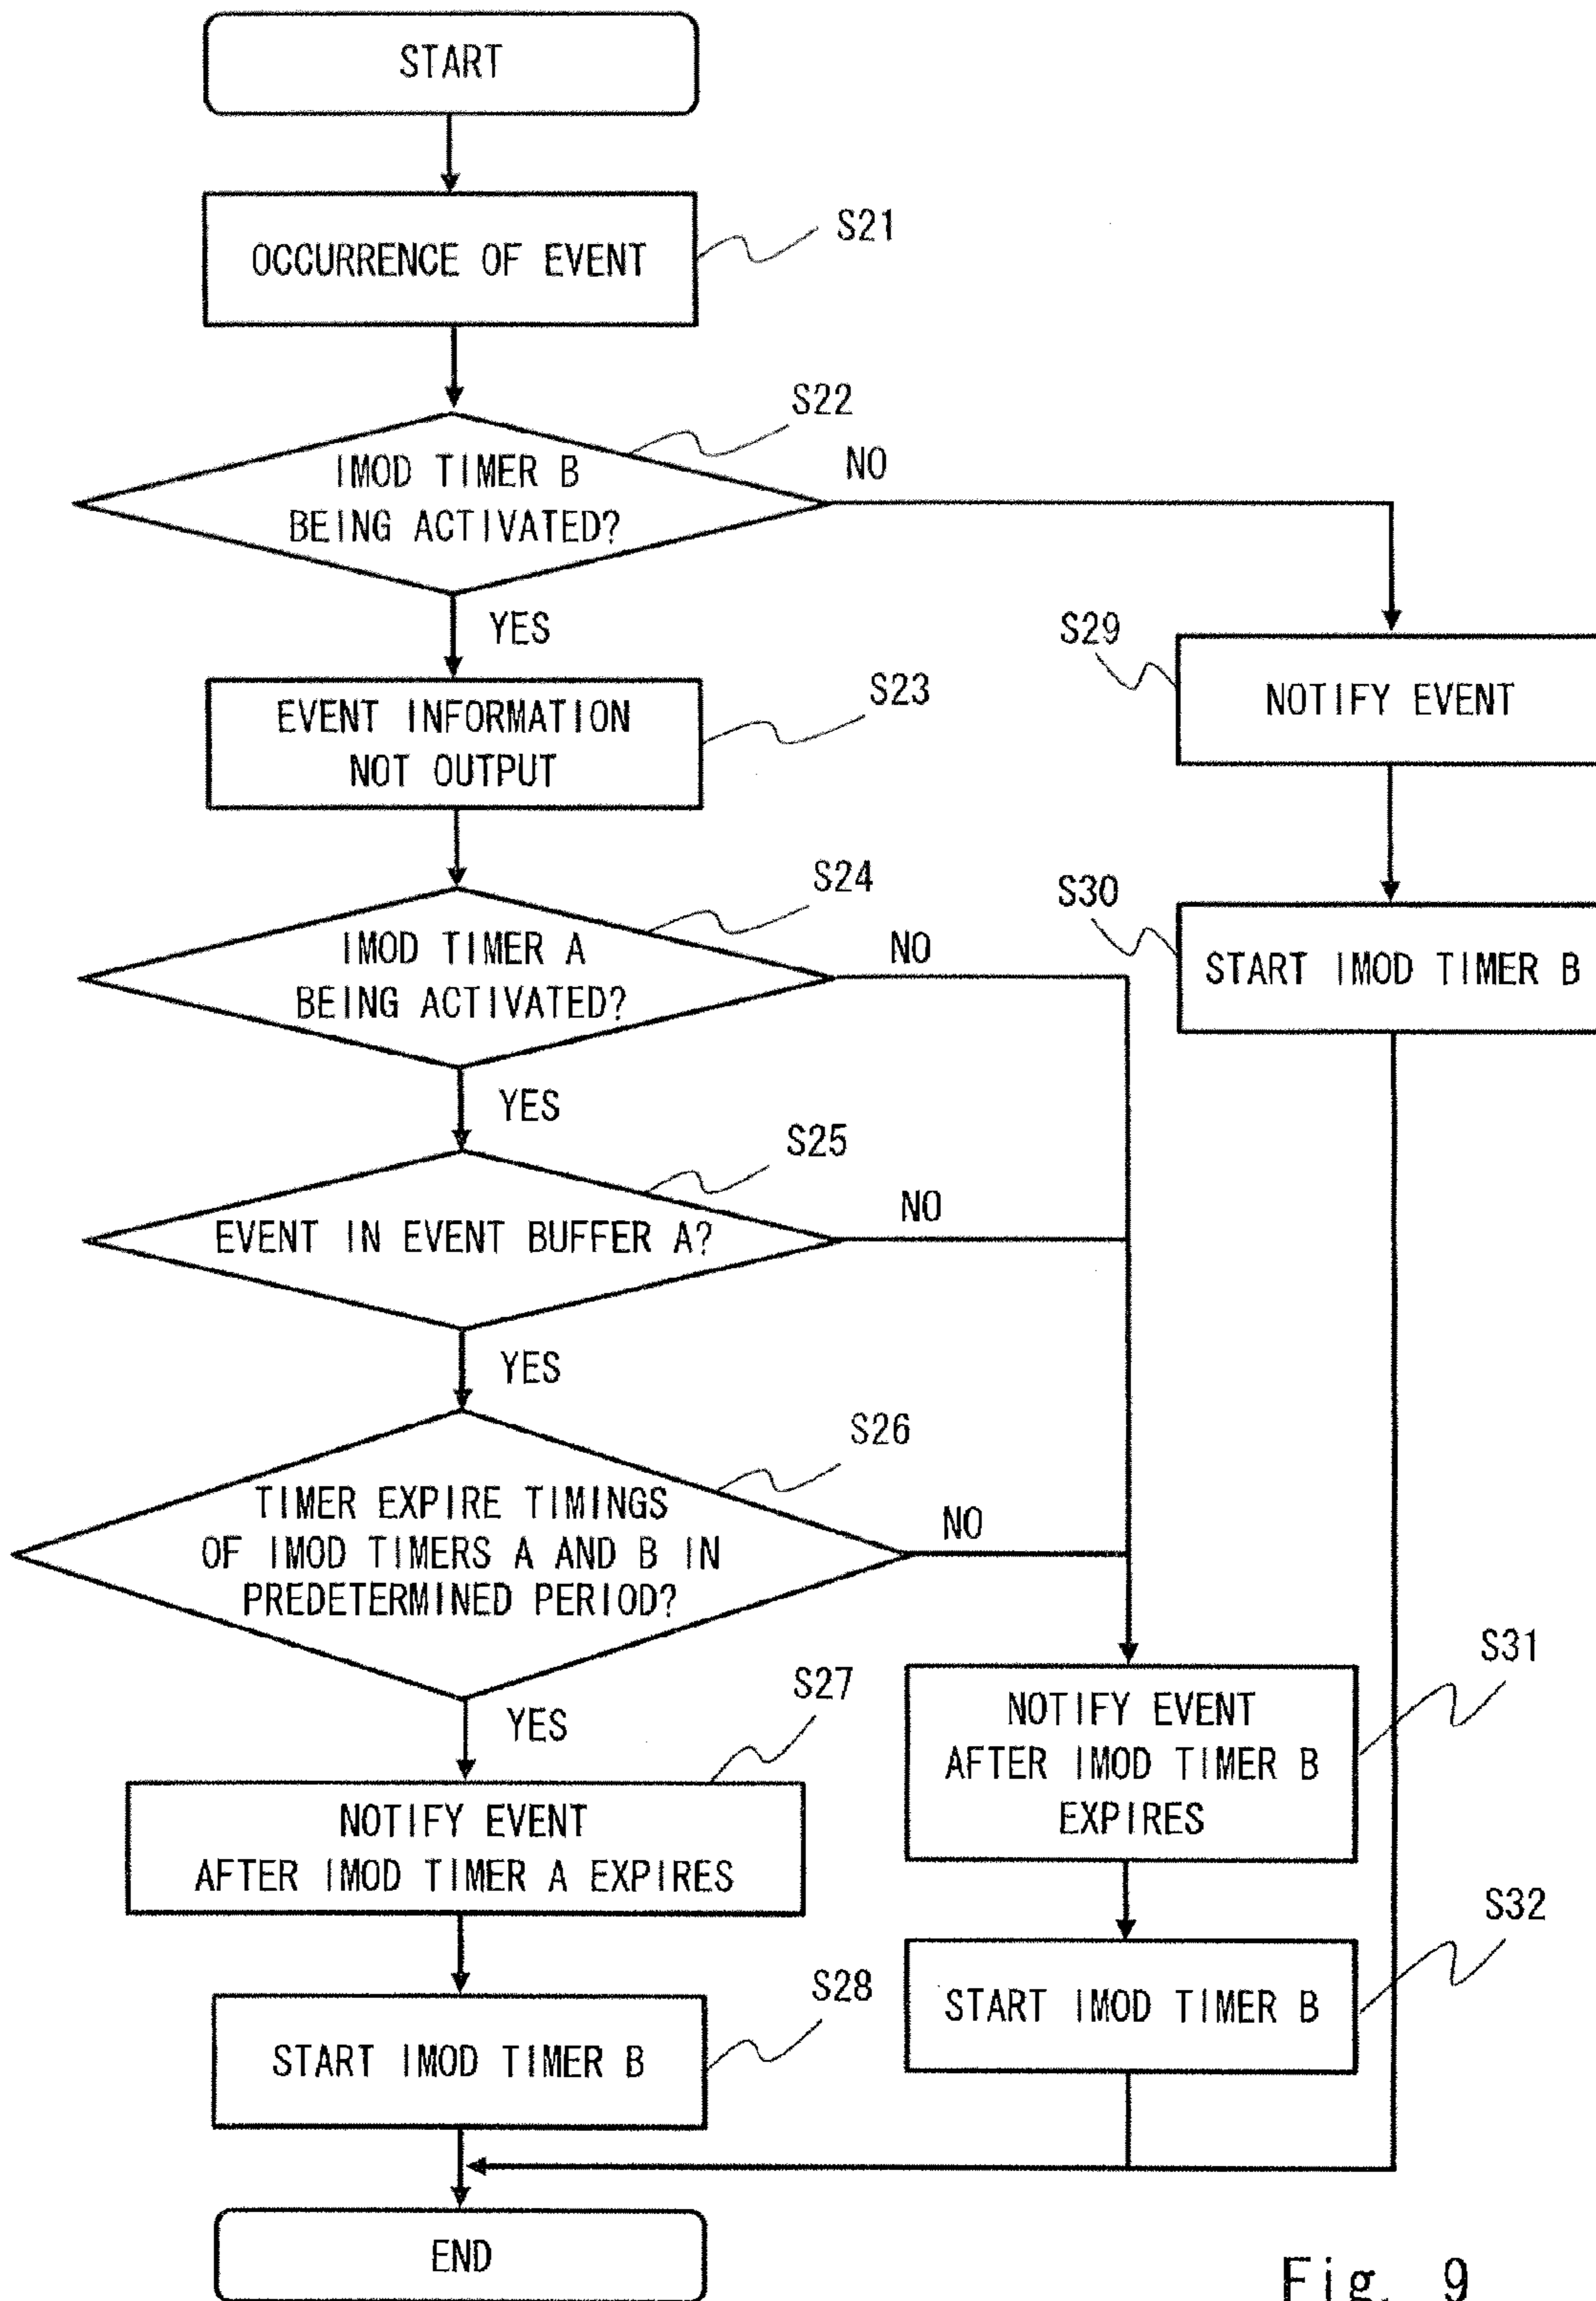 START
OCCURRENCE OF EVENT
S21
S22
IMOD TIMER B
BEING ACTIVATED?
NO
YES
S29
NOTIFY EVENT
S23
EVENT INFORMATION
NOT OUTPUT
S30
START IMOD TIMER B
S24
IMOD TIMER A
BEING ACTIVATED?
NO
YES
S25
EVENT IN EVENT BUFFER A?
NO
YES
S26
TIMER EXPIRE TIMINGS
OF IMOD TIMERS A AND B IN
PREDETERMINED PERIOD?
NO
YES
S27
NOTIFY EVENT
AFTER IMOD TIMER A EXPIRES
S31
NOTIFY EVENT
AFTER IMOD TIMER B
EXPIRES
S28
START IMOD TIMER B
S32
START IMOD TIMER B
END
Fig. 9